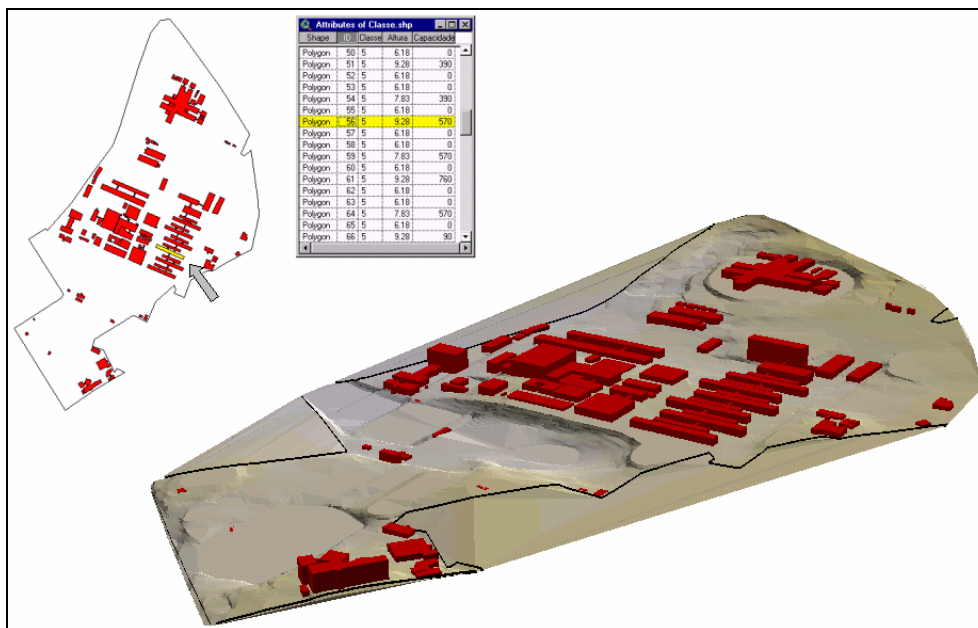 Attributes of Classe.shp
Shape ID Classe Altura Capacidade
Polygon 50 5 6.18 0
Polygon 51 5 9.28 390
Polygon 52 5 6.18 0
Polygon 53 5 6.18 0
Polygon 54 5 7.83 390
Polygon 55 5 6.18 0
Polygon 56 5 9.28 570
Polygon 57 5 6.18 0
Polygon 58 5 6.18 0
Polygon 59 5 7.83 570
Polygon 60 5 6.18 0
Polygon 61 5 9.28 760
Polygon 62 5 6.18 0
Polygon 63 5 6.18 0
Polygon 64 5 7.83 570
Polygon 65 5 6.18 0
Polygon 66 5 9.28 90